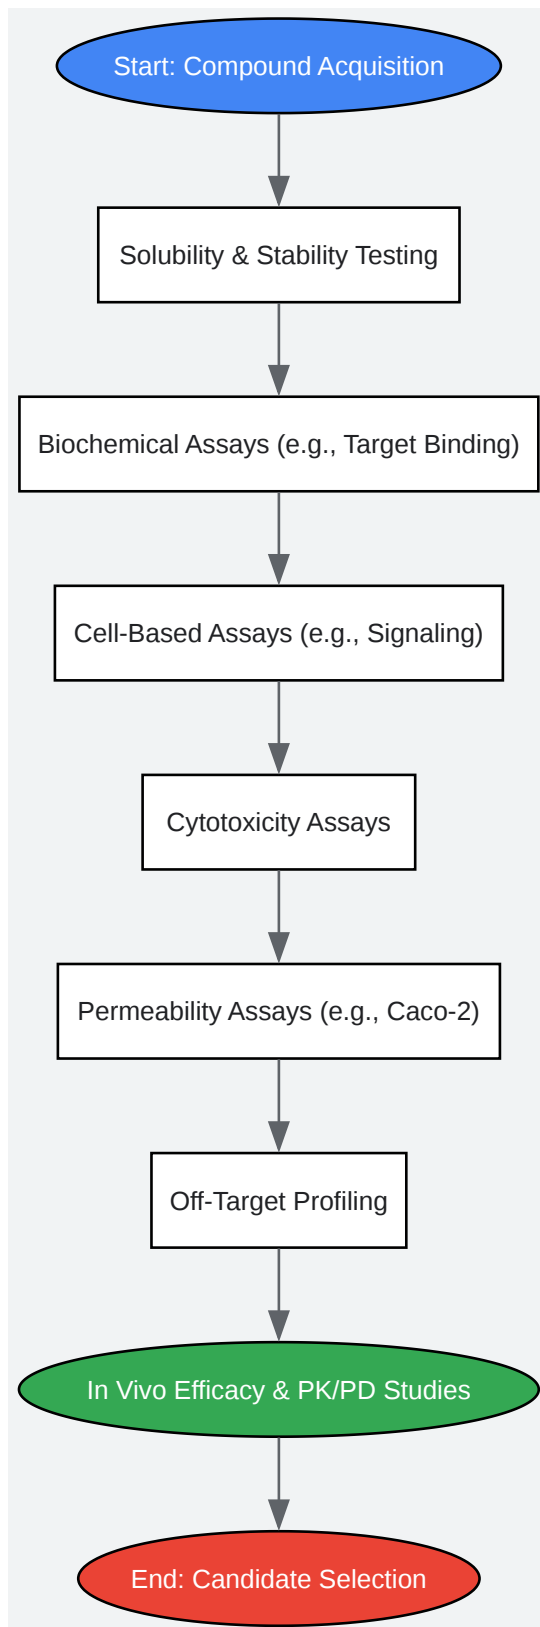 Start: Compound Acquisition
Solubility & Stability Testing
Biochemical Assays (e.g., Target Binding)
Cell-Based Assays (e.g., Signaling)
Cytotoxicity Assays
Permeability Assays (e.g., Caco-2)
Off-Target Profiling
In Vivo Efficacy & PK/PD Studies
End: Candidate Selection